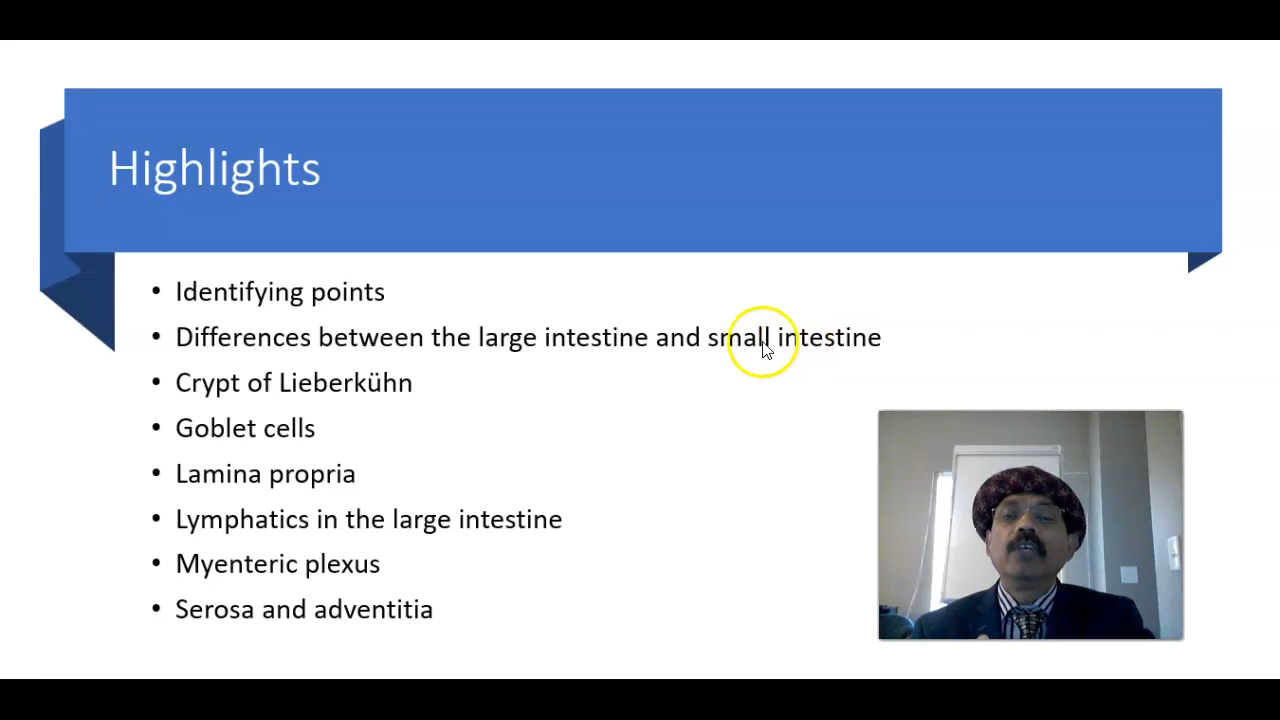 Highlights
• Identifying points
• Differences between the large intestine and small intestine
• Crypt of Lieberkühn
• Goblet cells
• Lamina propria
• Lymphatics in the large intestine
• Myenteric plexus
• Serosa and adventitia